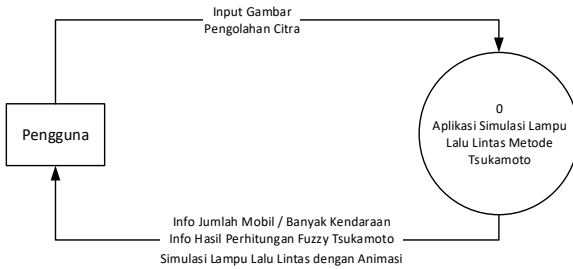 Input Gambar
Pengolahan Citra
Pengguna
0
Aplikasi Simulasi Lampu
Lalu Lintas Metode
Tsukamoto
Info Jumlah Mobil / Banyak Kendaraan
Info Hasil Perhitungan Fuzzy Tsukamoto
Simulasi Lampu Lalu Lintas dengan Animasi